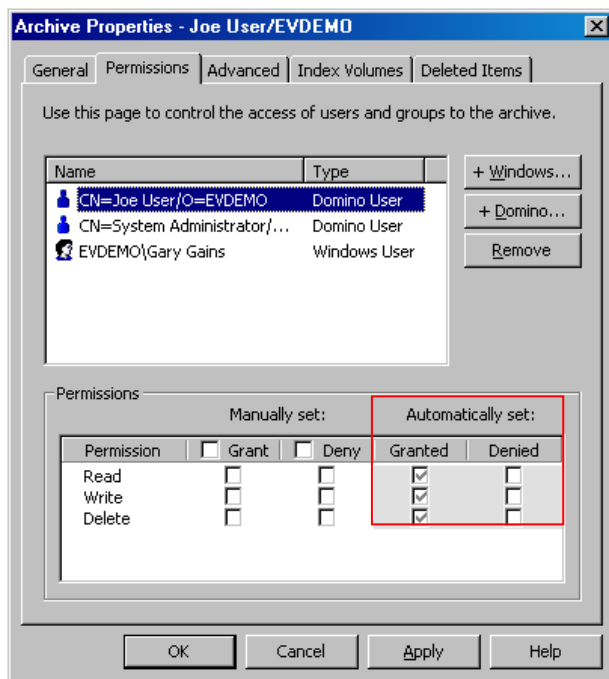 Archive Properties - Joe User/EVDEMO
General Permissions Advanced Index Volumes Deleted Items
Use this page to control the access of users and groups to the archive.
Name Type
CN=Joe User/O=EVDEMO Domino User
CN=System Administrator/... Domino User
EVDEMO\Gary Gains Windows User
+ Windows...
+ Domino...
Remove
Permissions
Manually set: Automatically set:
Permission Grant Deny Granted Denied
Read
Write
Delete
OK Cancel Apply Help